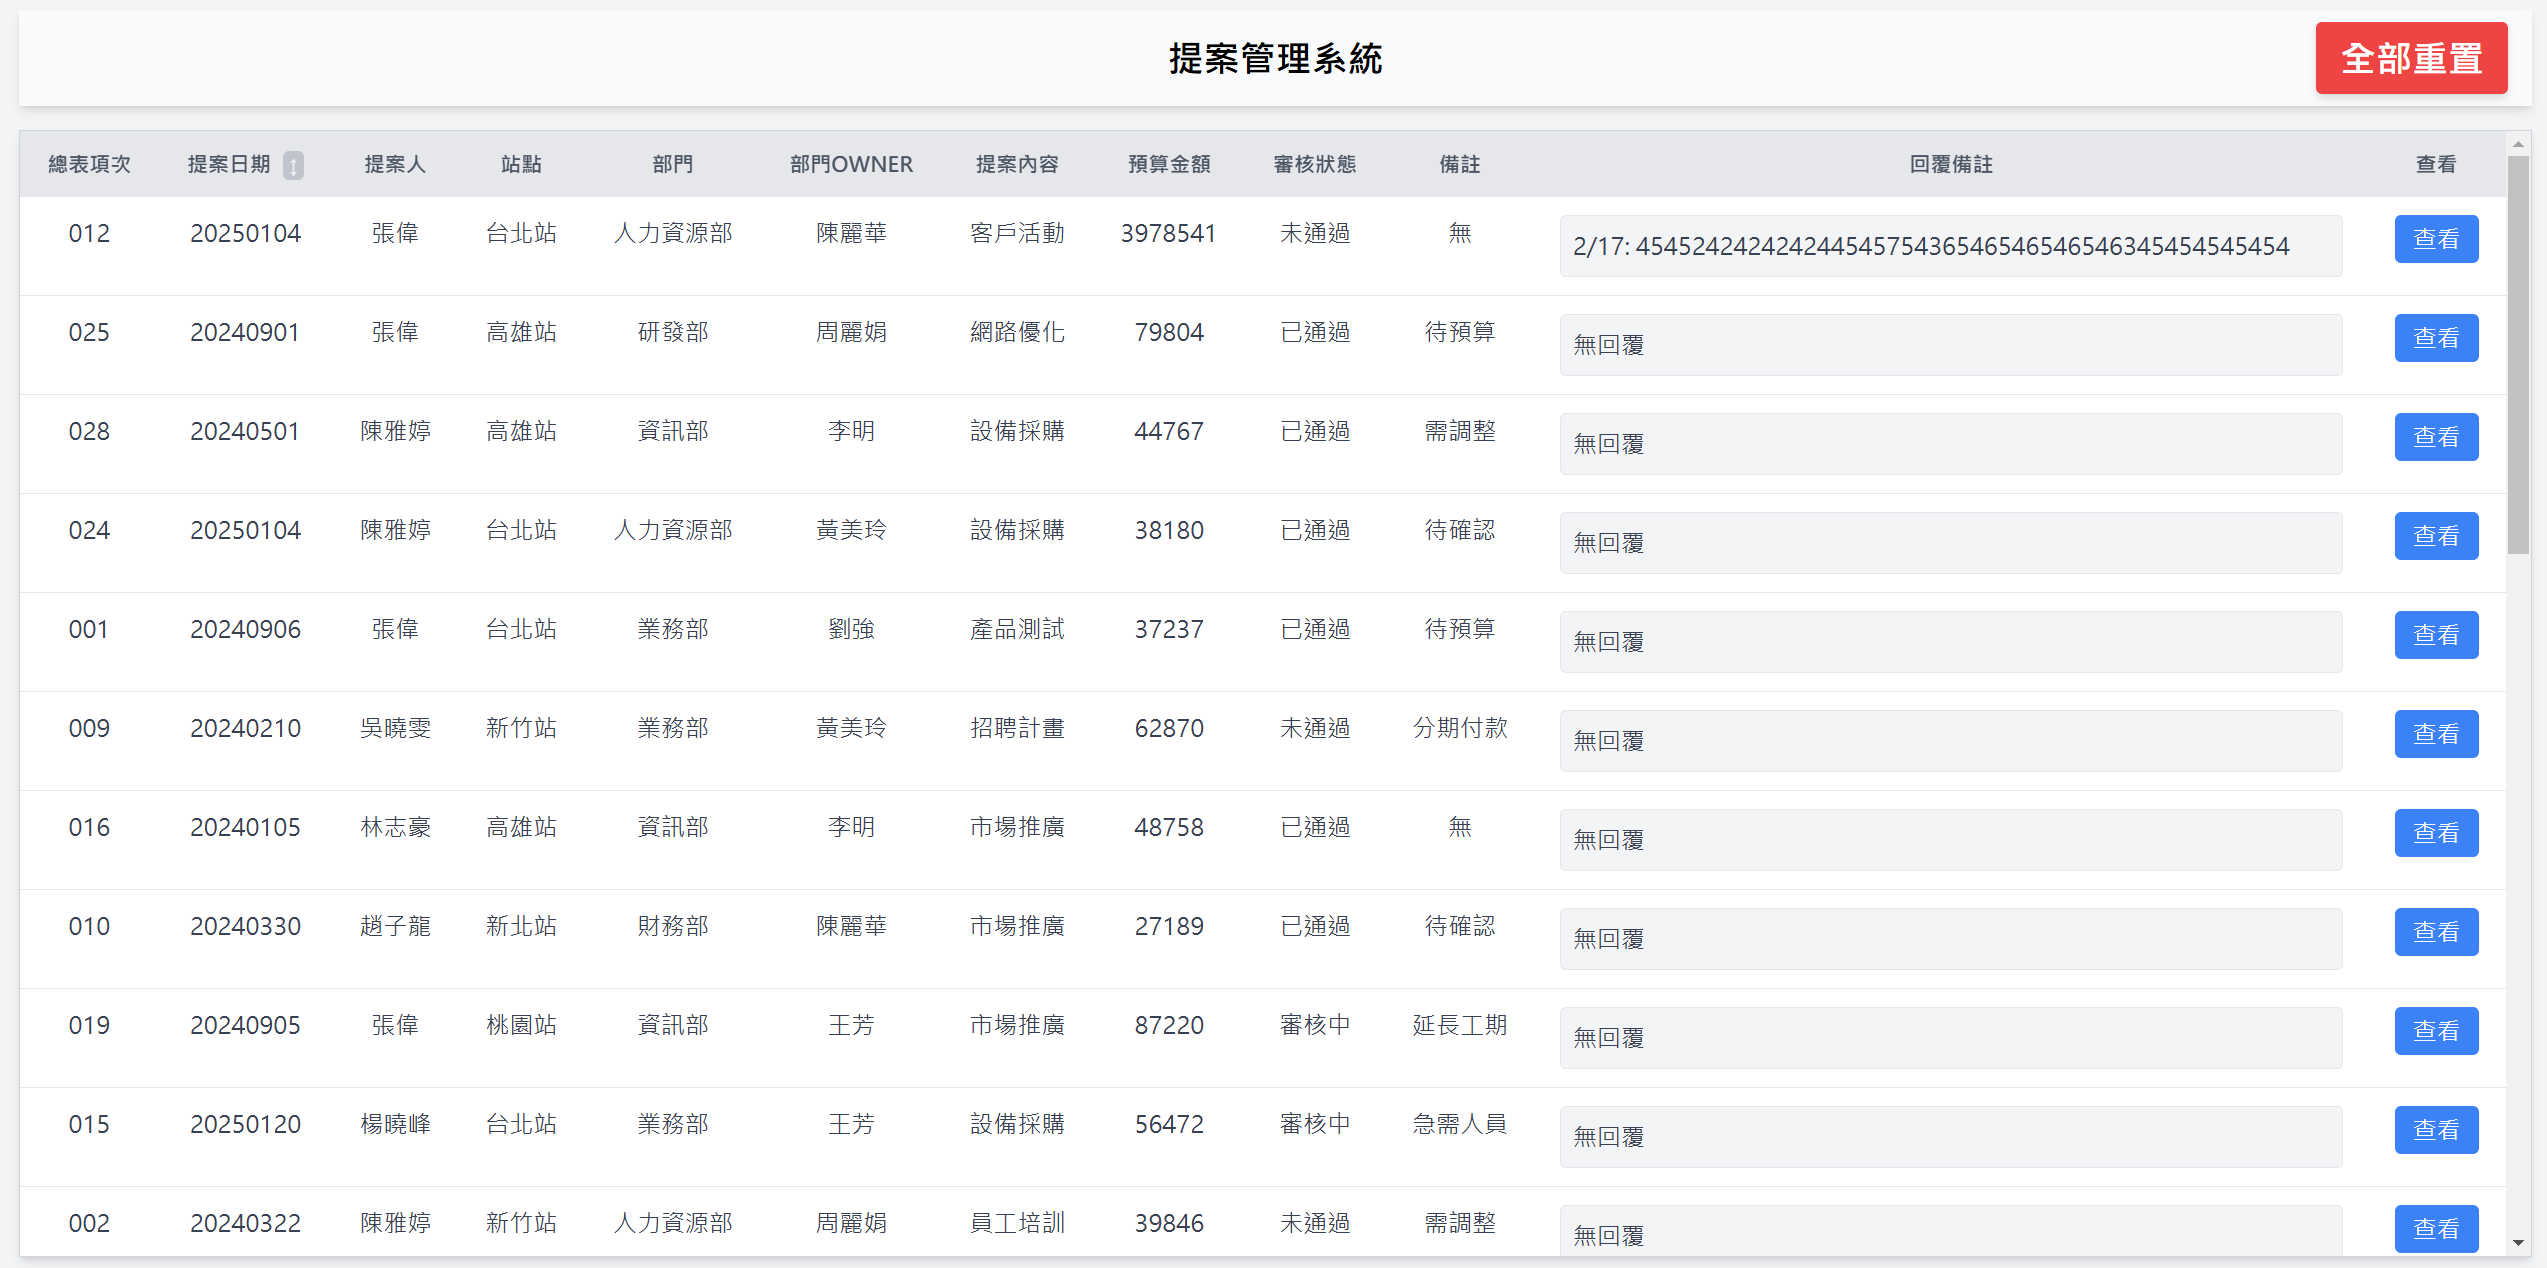 提案管理系統
全部重置
總表項次 提案日期 ↕ 提案人 站點 部門 部門OWNER 提案內容 預算金額 審核狀態 備註 回覆備註 查看
012 20250104 張偉 台北站 人力資源部 陳麗華 客戶活動 3978541 未通過 無 2/17: 4545242424242445457543654654654654634545454545​4 查看
025 20240901 張偉 高雄站 研發部 周麗娟 網路優化 79804 已通過 待預算 無回覆 查看
028 20240501 陳雅婷 高雄站 資訊部 李明 設備採購 44767 已通過 需調整 無回覆 查看
024 20250104 陳雅婷 台北站 人力資源部 黃美玲 設備採購 38180 已通過 待確認 無回覆 查看
001 20240906 張偉 台北站 業務部 劉強 產品測試 37237 已通過 待預算 無回覆 查看
009 20240210 吳曉雯 新竹站 業務部 黃美玲 招聘計畫 62870 未通過 分期付款 無回覆 查看
016 20240105 林志豪 高雄站 資訊部 李明 市場推廣 48758 已通過 無 無回覆 查看
010 20240330 趙子龍 新北站 財務部 陳麗華 市場推廣 27189 已通過 待確認 無回覆 查看
019 20240905 張偉 桃園站 資訊部 王芳 市場推廣 87220 審核中 延長工期 無回覆 查看
015 20250120 楊曉峰 台北站 業務部 王芳 設備採購 56472 審核中 急需人員 無回覆 查看
002 20240322 陳雅婷 新竹站 人力資源部 周麗娟 員工培訓 39846 未通過 需調整 無回覆 查看